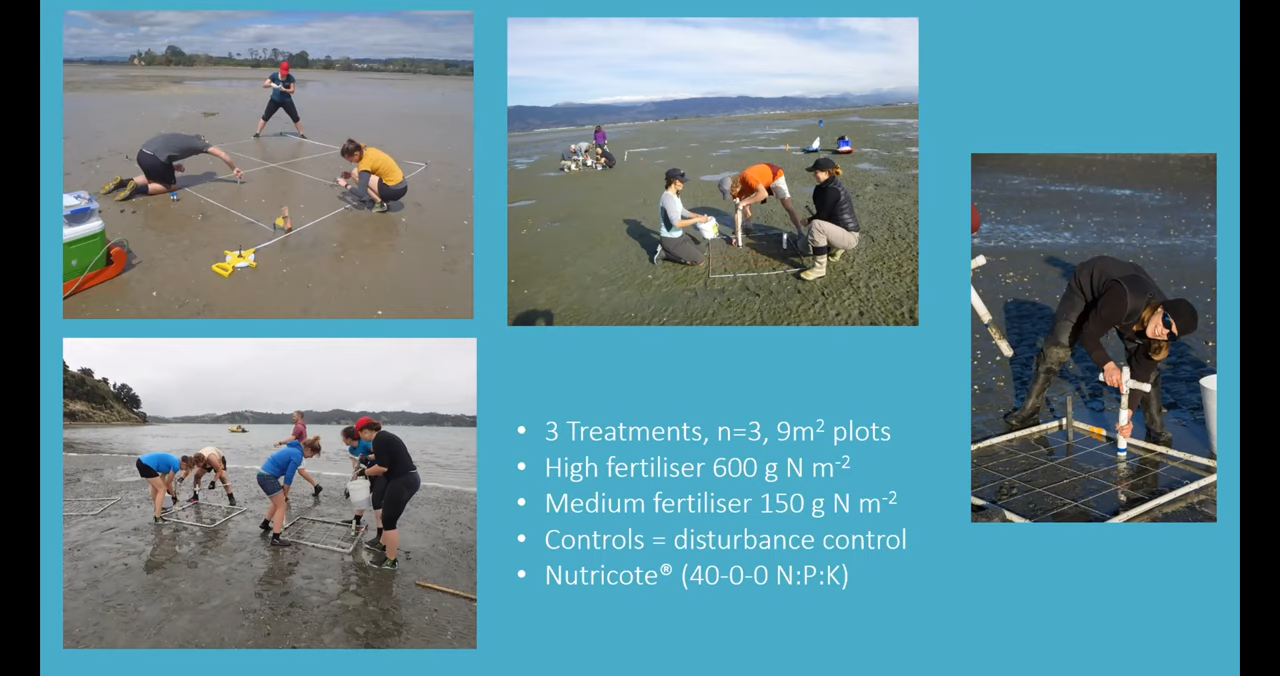 • 3 Treatments, n=3, 9m² plots
• High fertiliser 600 g N m⁻²
• Medium fertiliser 150 g N m⁻²
• Controls = disturbance control
• Nutricote® (40-0-0 N:P:K)